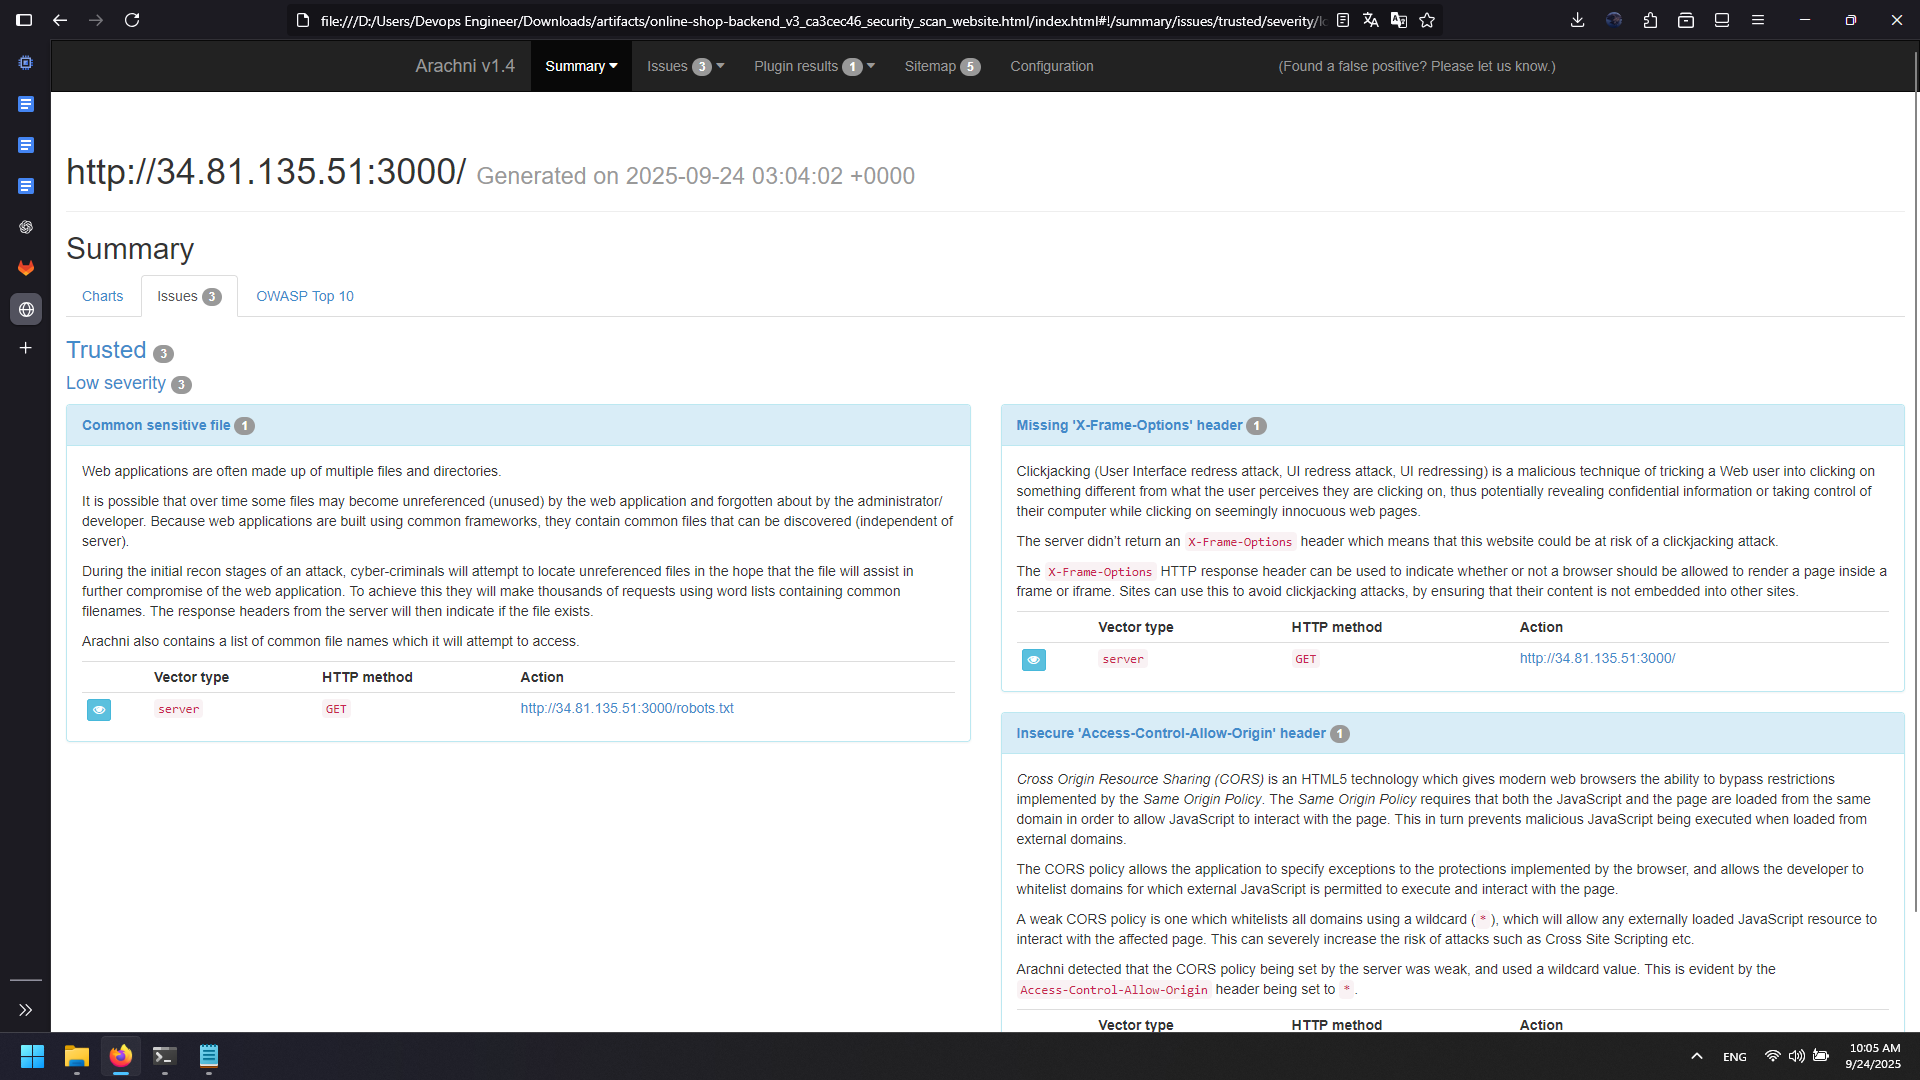 file:///D:/Users/Devops Engineer/Downloads/artifacts/online-shop-backend_v3_ca3cec46_security_scan_website.html/index.html#!/summary/issues/trusted/severity/
Arachni v1.4
Summary
Issues 3
Plugin results 1
Sitemap 5
Configuration
(Found a false positive? Please let us know.)
http://34.81.135.51:3000/ Generated on 2025-09-24 03:04:02 +0000
Summary
Charts
Issues 3
OWASP Top 10
Trusted 3
Low severity 3
Common sensitive file 1
Web applications are often made up of multiple files and directories.
It is possible that over time some files may become unreferenced (unused) by the web application and forgotten about by the administrator/
developer. Because web applications are built using common frameworks, they contain common files that can be discovered (independent of
server).
During the initial recon stages of an attack, cyber-criminals will attempt to locate unreferenced files in the hope that the file will assist in
further compromise of the web application. To achieve this they will make thousands of requests using word lists containing common
filenames. The response headers from the server will then indicate if the file exists.
Arachni also contains a list of common file names which it will attempt to access.
Vector type HTTP method Action
server GET http://34.81.135.51:3000/robots.txt
Missing 'X-Frame-Options' header 1
Clickjacking (User Interface redress attack, UI redress attack, UI redressing) is a malicious technique of tricking a Web user into clicking on
something different from what the user perceives they are clicking on, thus potentially revealing confidential information or taking control of
their computer while clicking on seemingly innocuous web pages.
The server didn’t return an X-Frame-Options header which means that this website could be at risk of a clickjacking attack.
The X-Frame-Options HTTP response header can be used to indicate whether or not a browser should be allowed to render a page inside a
frame or iframe. Sites can use this to avoid clickjacking attacks, by ensuring that their content is not embedded into other sites.
Vector type HTTP method Action
server GET http://34.81.135.51:3000/
Insecure 'Access-Control-Allow-Origin' header 1
Cross Origin Resource Sharing (CORS) is an HTML5 technology which gives modern web browsers the ability to bypass restrictions
implemented by the Same Origin Policy. The Same Origin Policy requires that both the JavaScript and the page are loaded from the same
domain in order to allow JavaScript to interact with the page. This in turn prevents malicious JavaScript being executed when loaded from
external domains.
The CORS policy allows the application to specify exceptions to the protections implemented by the browser, and allows the developer to
whitelist domains for which external JavaScript is permitted to execute and interact with the page.
A weak CORS policy is one which whitelists all domains using a wildcard ( * ), which will allow any externally loaded JavaScript resource to
interact with the affected page. This can severely increase the risk of attacks such as Cross Site Scripting etc.
Arachni detected that the CORS policy being set by the server was weak, and used a wildcard value. This is evident by the
Access-Control-Allow-Origin header being set to * .
Vector type HTTP method Action
ENG
10:05 AM
9/24/2025